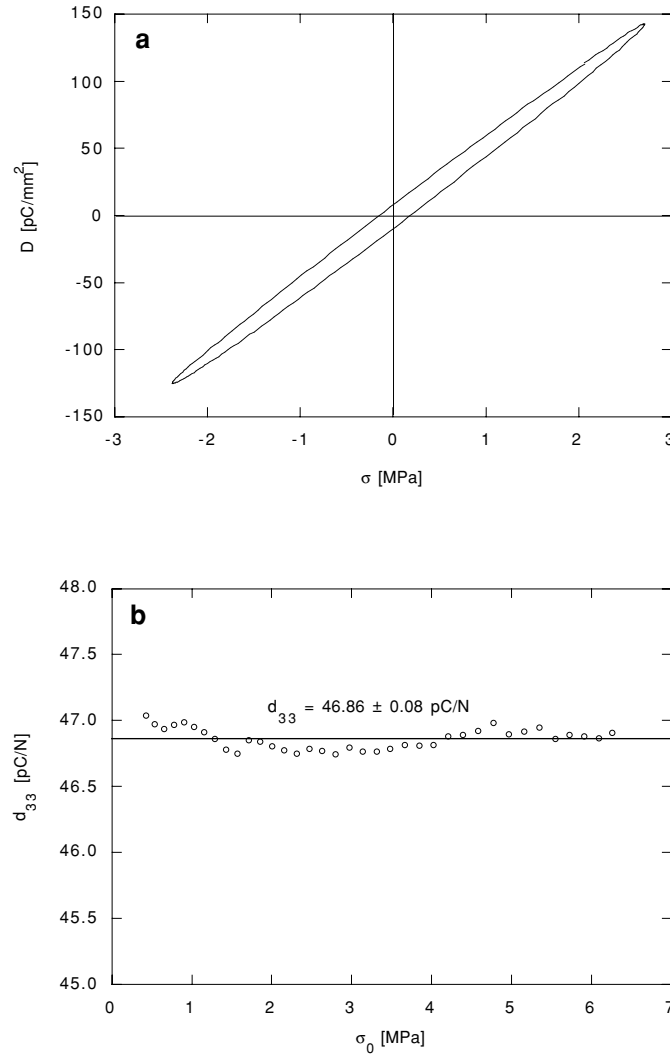 a
150
100
50
0
-50
-100
-150
D [pC/mm²]
-3 -2 -1 0 1 2 3
σ [MPa]
b
48.0
47.5
47.0
46.5
46.0
45.5
45.0
d₃₃ [pC/N]
d₃₃ = 46.86 ± 0.08 pC/N
0 1 2 3 4 5 6 7
σ₀ [MPa]